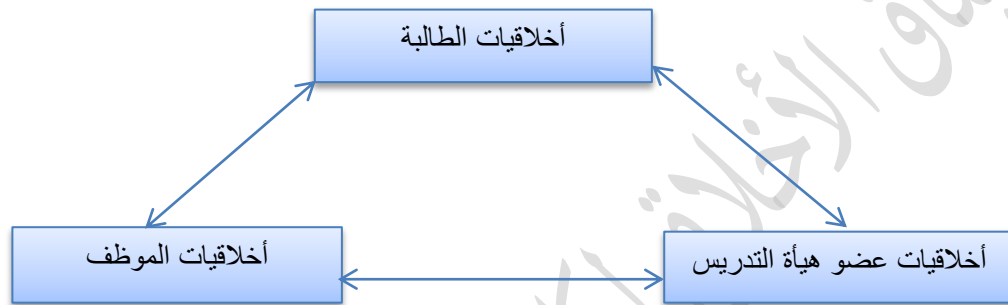 أخلاقيات الطالبة
أخلاقيات عضو هيأة التدريس
أخلاقيات الموظف